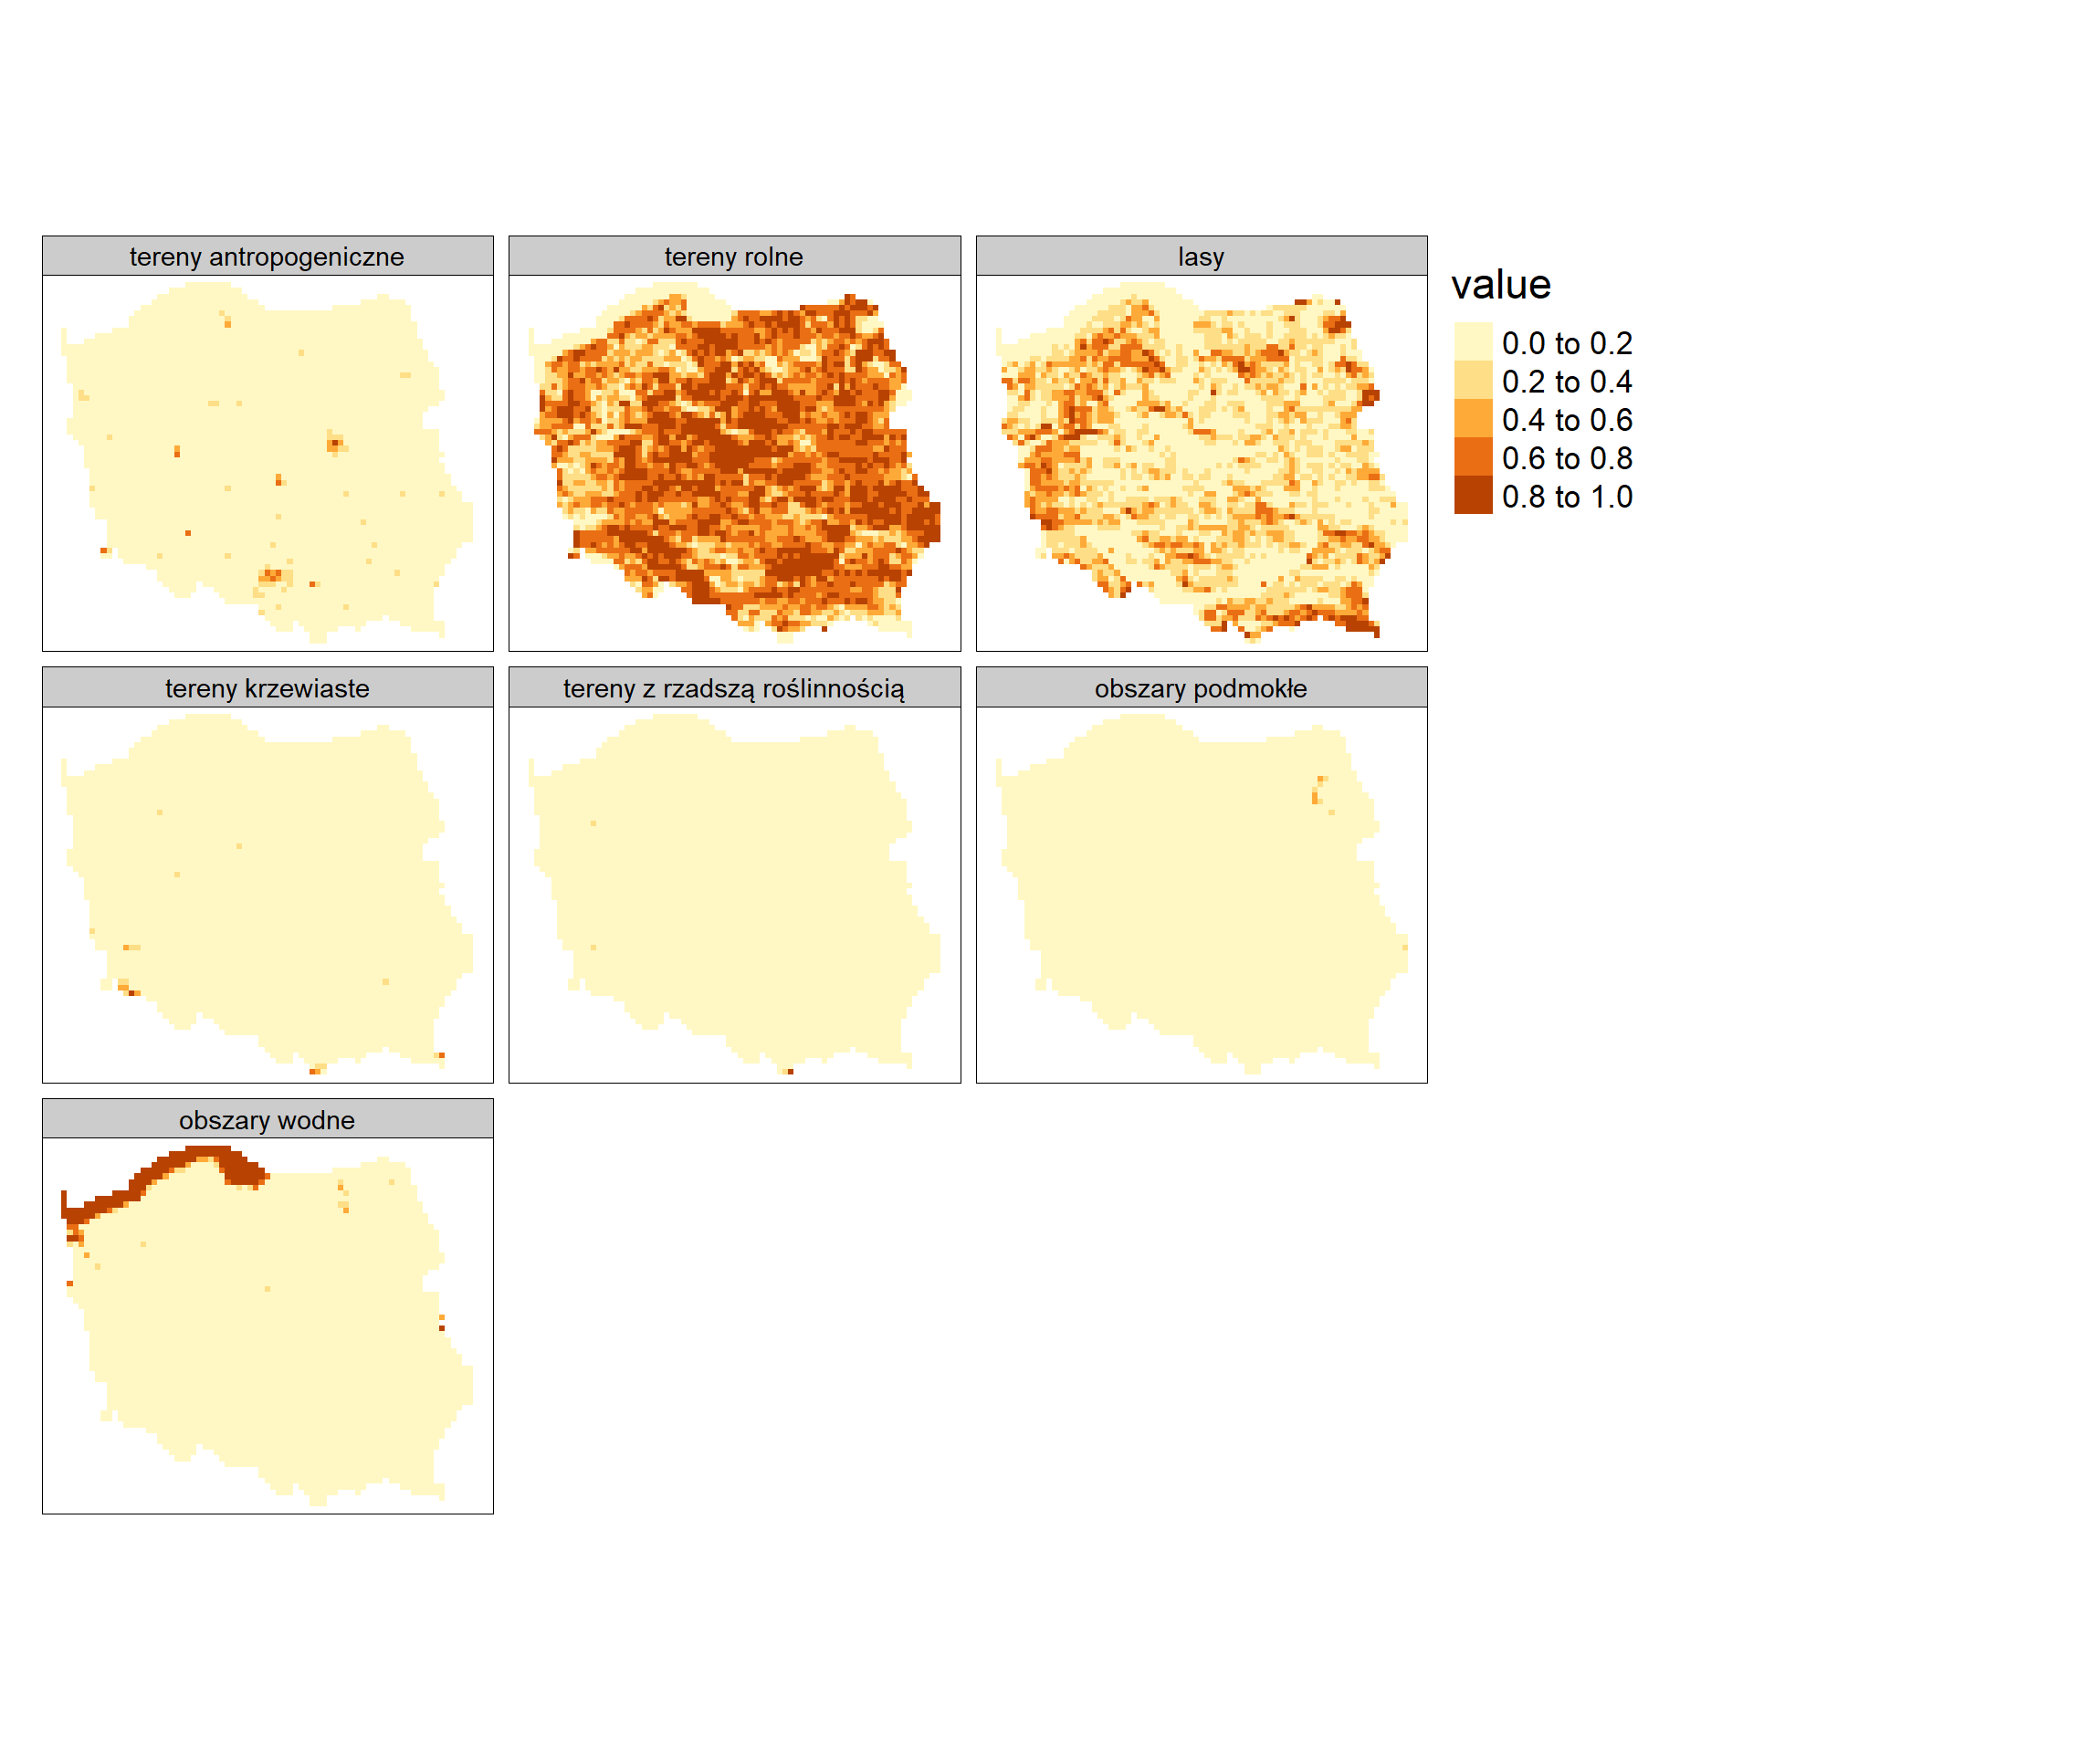 tereny antropogeniczne
tereny rolne
lasy
value
0.0 to 0.2
0.2 to 0.4
0.4 to 0.6
0.6 to 0.8
0.8 to 1.0
tereny krzewiaste
tereny z rzadszą roślinnością
obszary podmokłe
obszary wodne